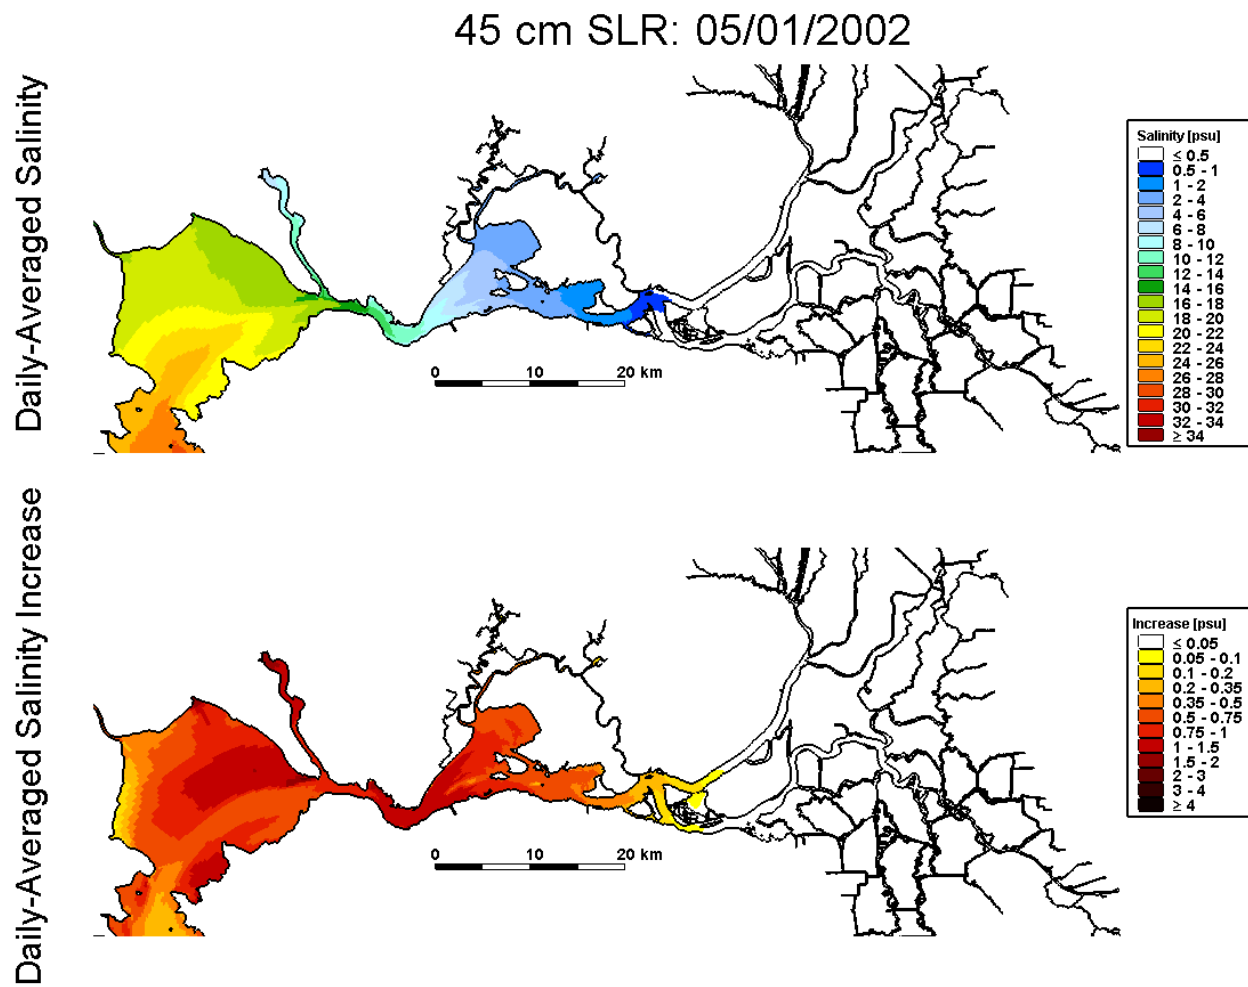 45 cm SLR: 05/01/2002
Daily-Averaged Salinity
Salinity [psu]
≤ 0.5
0.5 - 1
1 - 2
2 - 4
4 - 6
6 - 8
8 - 10
10 - 12
12 - 14
14 - 16
16 - 18
18 - 20
20 - 22
22 - 24
24 - 26
26 - 28
28 - 30
30 - 32
32 - 34
≥ 34
0 10 20 km
Daily-Averaged Salinity Increase
Increase [psu]
≤ 0.05
0.05 - 0.1
0.1 - 0.2
0.2 - 0.35
0.35 - 0.5
0.5 - 0.75
0.75 - 1
1 - 1.5
1.5 - 2
2 - 3
3 - 4
≥ 4
0 10 20 km